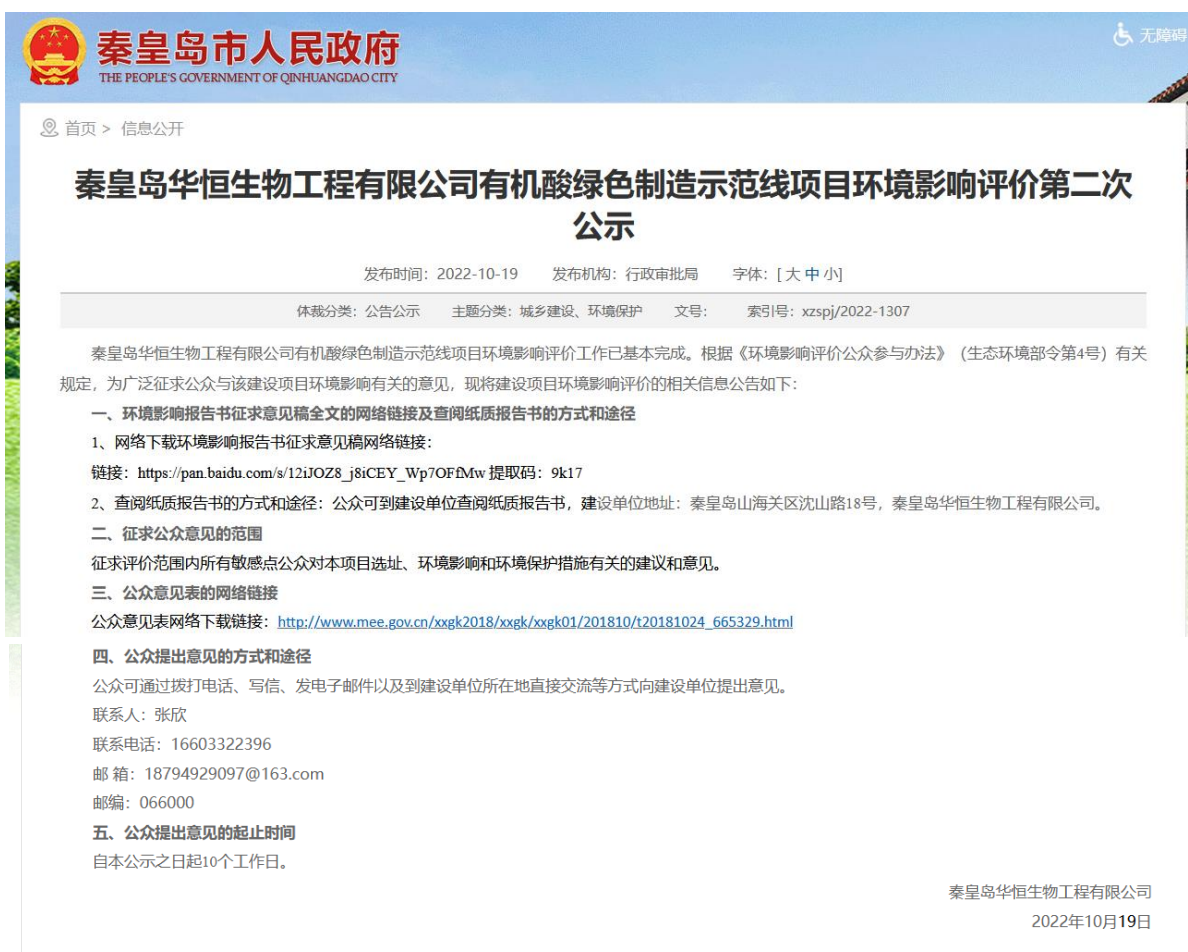 秦皇岛市人民政府
THE PEOPLE'S GOVERNMENT OF QINHUANGDAO CITY
无障碍
首页 > 信息公开
秦皇岛华恒生物工程有限公司有机酸绿色制造示范线项目环境影响评价第二次
公示
发布时间：2022-10-19 发布机构：行政审批局 字体：[ 大 中 小]
体裁分类：公告公示 主题分类：城乡建设、环境保护 文号： 索引号：xzspj/2022-1307
秦皇岛华恒生物工程有限公司有机酸绿色制造示范线项目环境影响评价工作已基本完成。根据《环境影响评价公众参与办法》（生态环境部令第4号）有关
规定，为广泛征求公众与该建设项目环境影响有关的意见，现将建设项目环境影响评价的相关信息公告如下：
一、环境影响报告书征求意见稿全文的网络链接及查阅纸质报告书的方式和途径
1、网络下载环境影响报告书征求意见稿网络链接：
链接：https://pan.baidu.com/s/12iJOZ8_j8iCEY_Wp7OFfMw 提取码：9k17
2、查阅纸质报告书的方式和途径：公众可到建设单位查阅纸质报告书，建设单位地址：秦皇岛山海关区沈山路18号，秦皇岛华恒生物工程有限公司。
二、征求公众意见的范围
征求评价范围内所有敏感点公众对本项目选址、环境影响和环境保护措施有关的建议和意见。
三、公众意见表的网络链接
公众意见表网络下载链接：http://www.mee.gov.cn/xxgk2018/xxgk/xxgk01/201810/t20181024_665329.html
四、公众提出意见的方式和途径
公众可通过拨打电话、写信、发电子邮件以及到建设单位所在地直接交流等方式向建设单位提出意见。
联系人：张欣
联系电话：16603322396
邮 箱：18794929097@163.com
邮编：066000
五、公众提出意见的起止时间
自本公示之日起10个工作日。
秦皇岛华恒生物工程有限公司
2022年10月19日